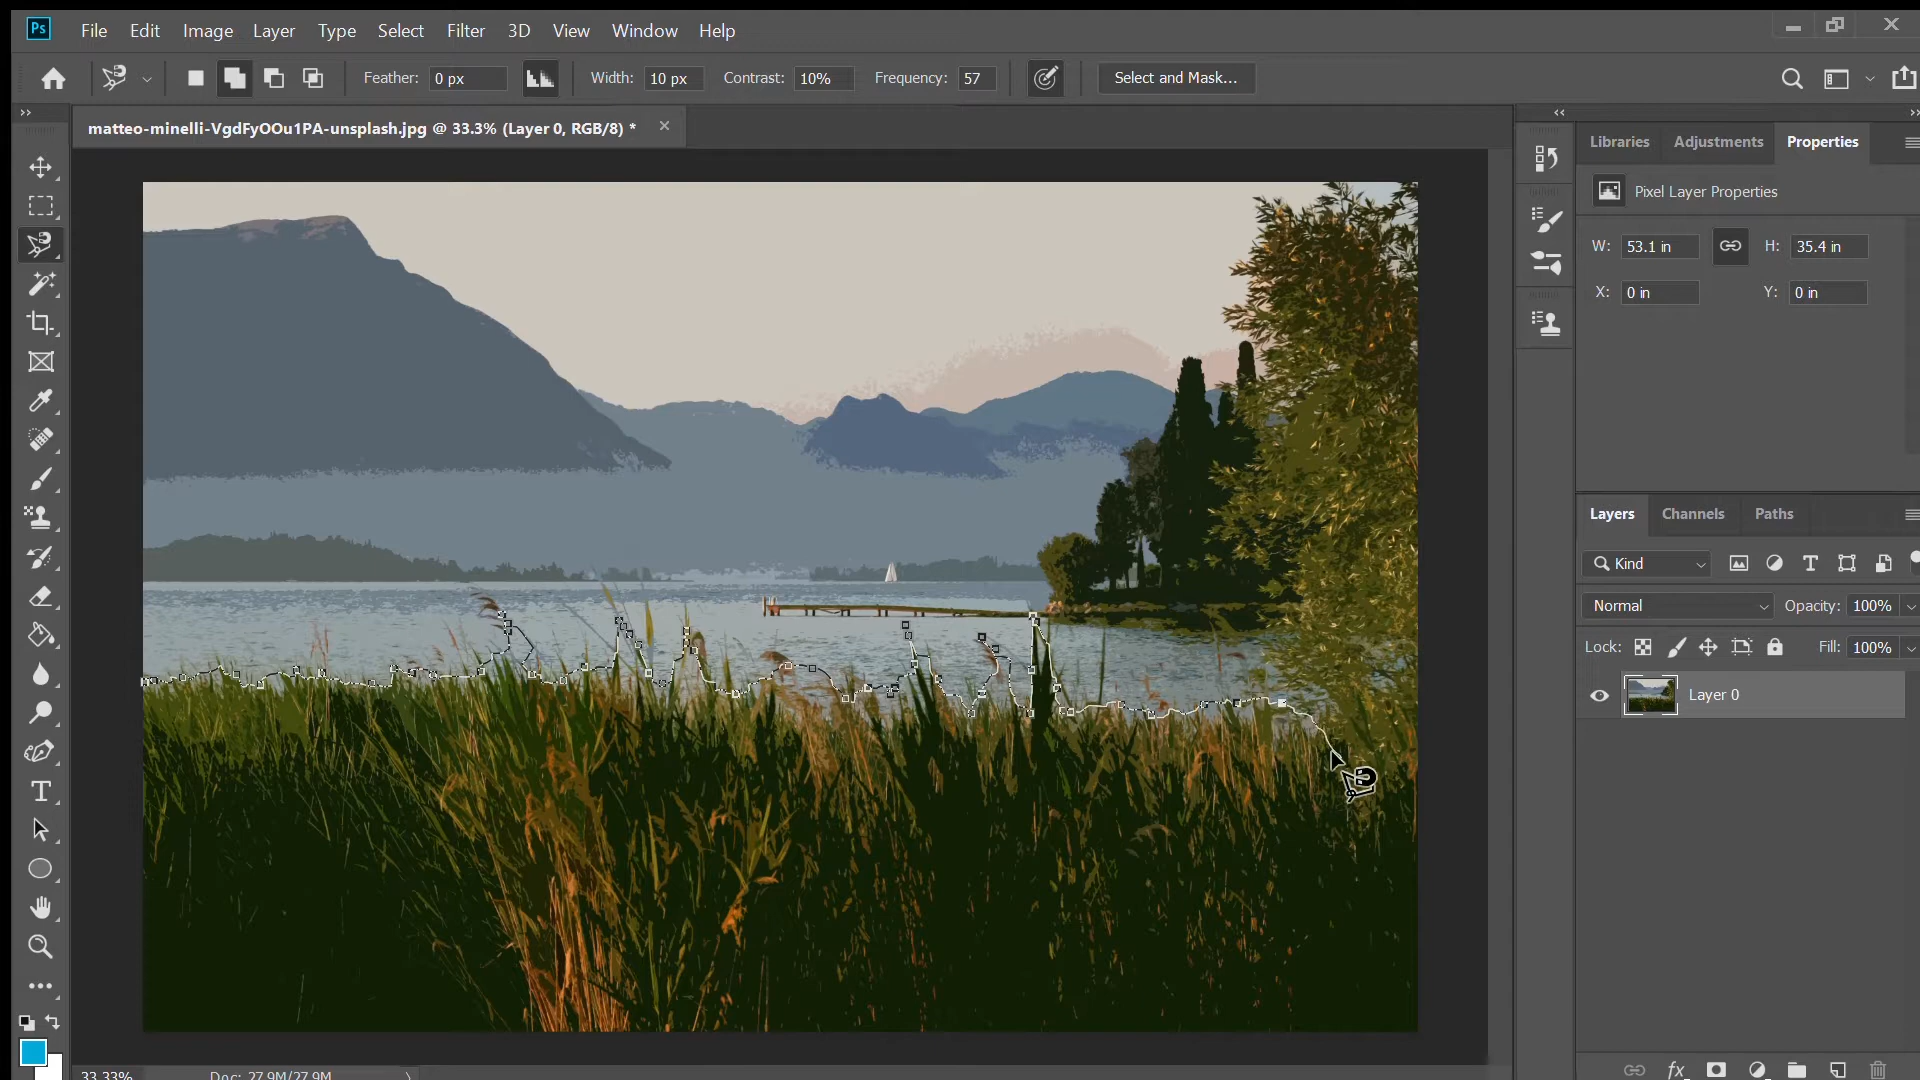 Ps File Edit Image Layer Type Select Filter 3D View Window Help
Feather: 0 px Width: 10 px Contrast: 10% Frequency: 57 Select and Mask...
matteo-minelli-VgdFyOOu1PA-unsplash.jpg @ 33.3% (Layer 0, RGB/8) *
Libraries Adjustments Properties
Pixel Layer Properties
W: 53.1 in H: 35.4 in
X: 0 in Y: 0 in
Layers Channels Paths
Kind
Normal Opacity: 100%
Lock: Fill: 100%
Layer 0
33.33% Doc: 27.9M/27.9M
fx